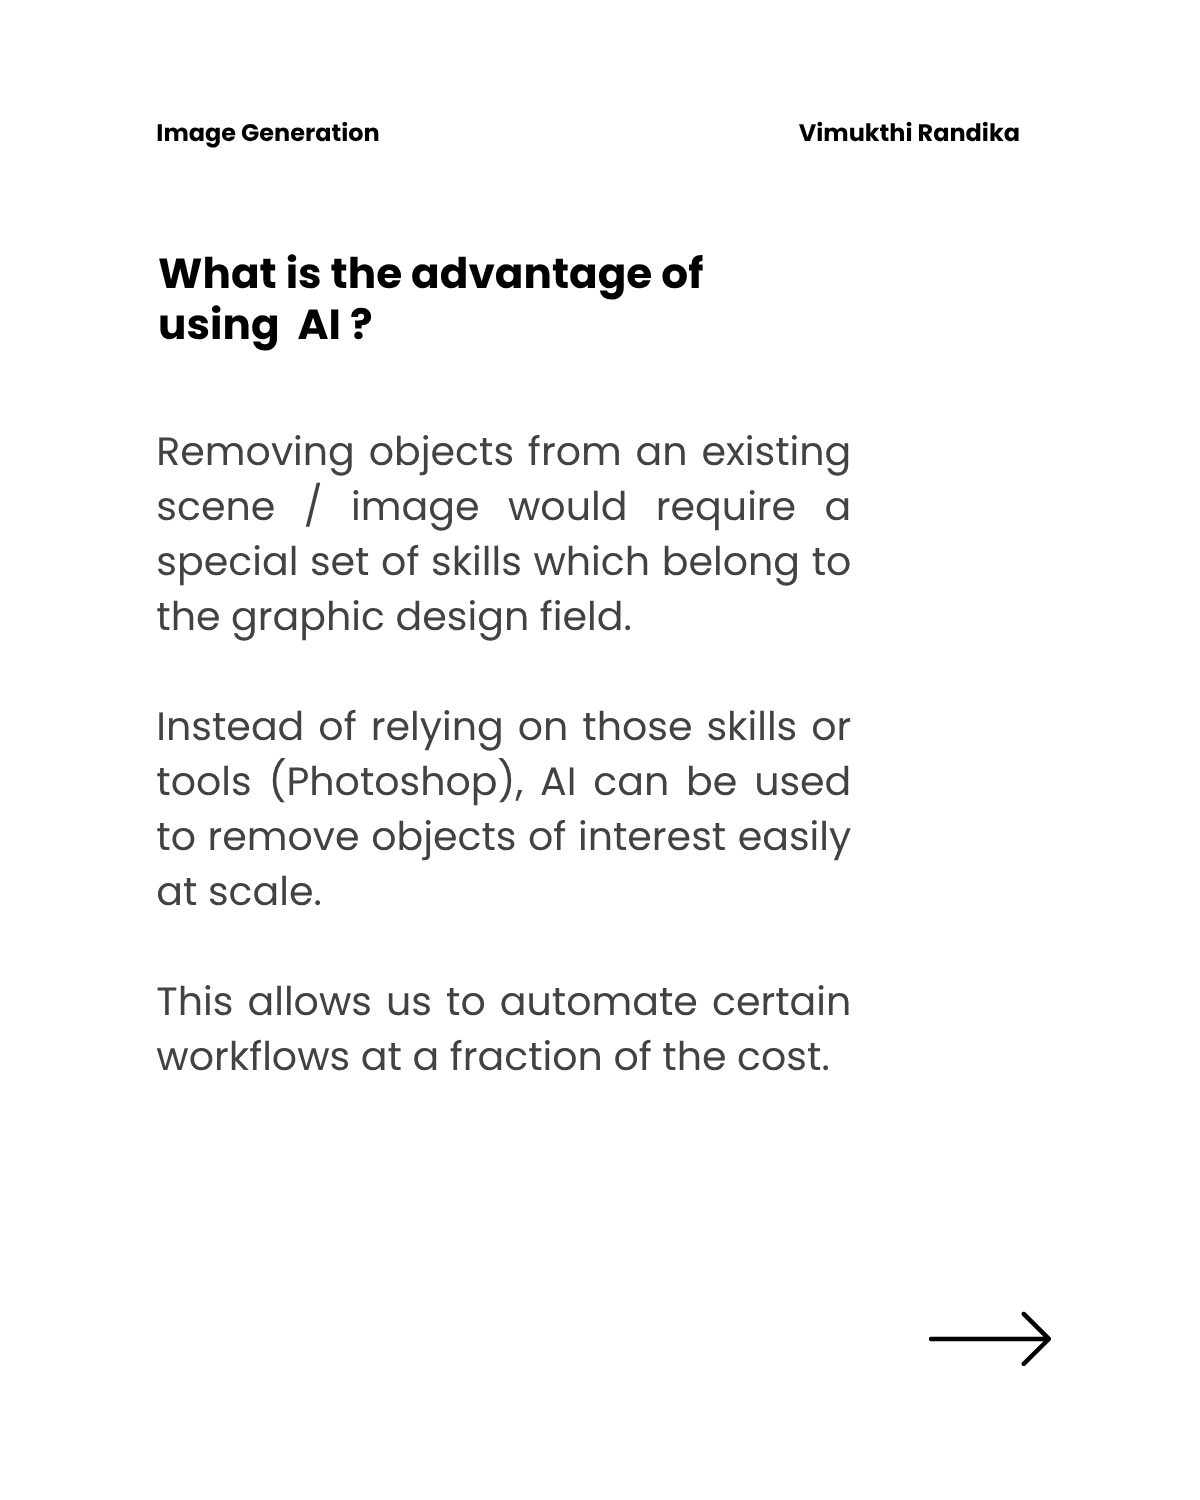 Image Generation
Vimukthi Randika
What is the advantage of
using  AI ?
Removing objects from an existing
scene / image would require a
special set of skills which belong to
the graphic design field.
Instead of relying on those skills or
tools (Photoshop), AI can be used
to remove objects of interest easily
at scale.
This allows us to automate certain
workflows at a fraction of the cost.